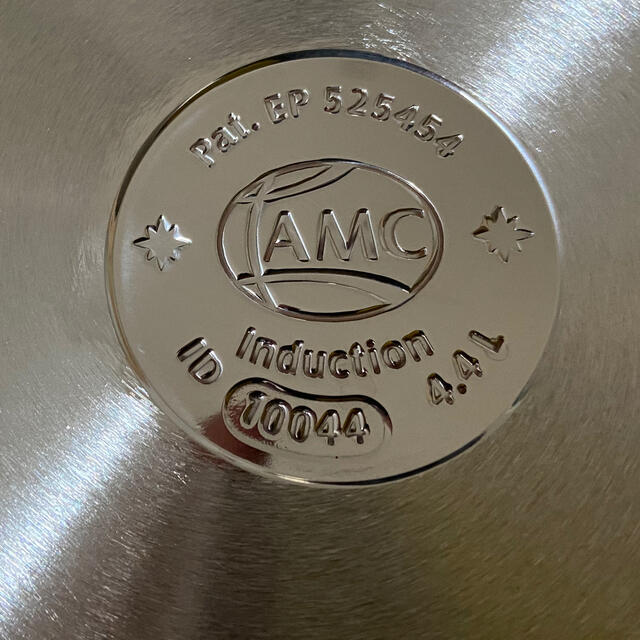 Pat. EP 525454
AMC
Induction
ID 10044 4.4 L